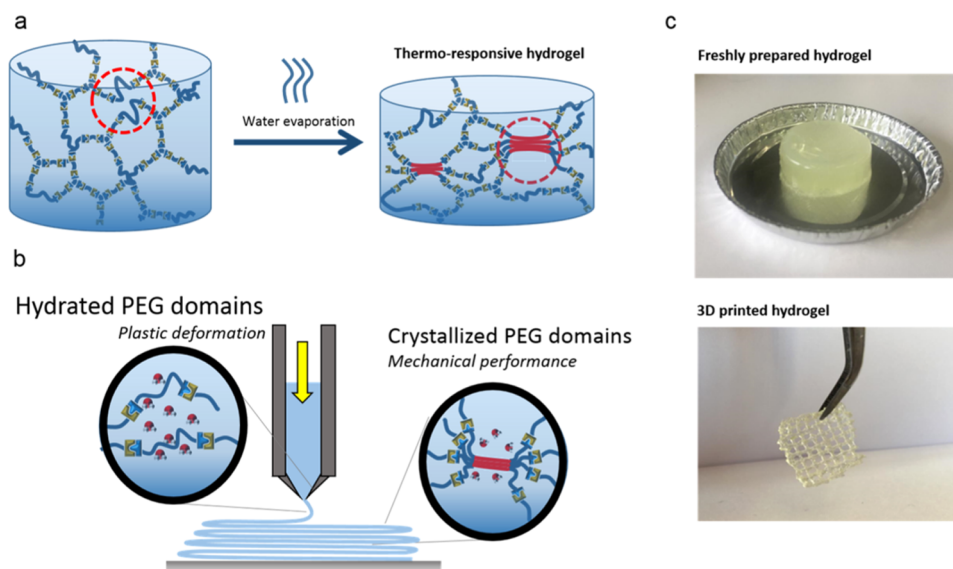 a
Thermo-responsive hydrogel
Water evaporation
b
Hydrated PEG domains
Plastic deformation
Crystallized PEG domains
Mechanical performance
c
Freshly prepared hydrogel
3D printed hydrogel